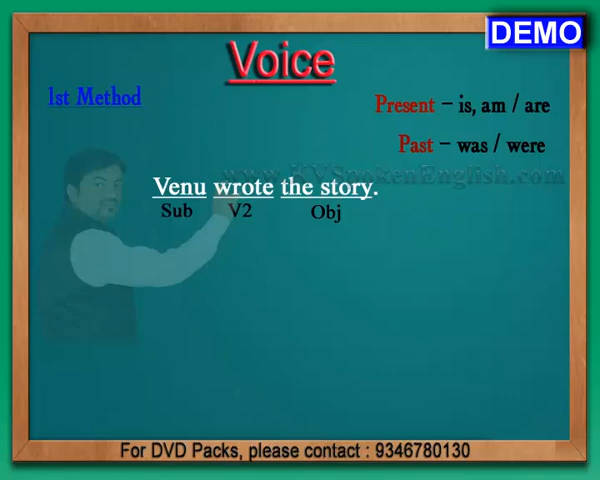 DEMO
Voice
1st Method
Present – is, am / are
Past – was / were
www.KVSpokenEnglish.com
Venu wrote the story.
Sub V2 Obj
For DVD Packs, please contact : 9346780130